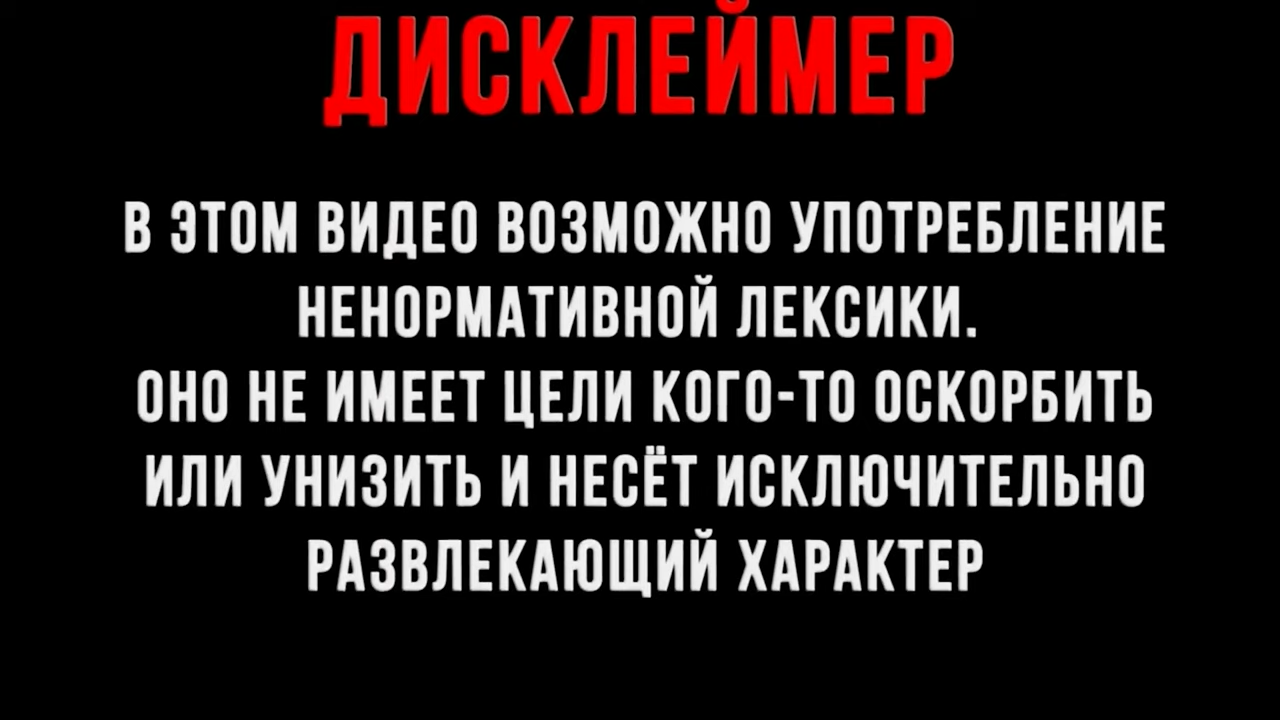 ДИСКЛЕЙМЕР
В ЭТОМ ВИДЕО ВОЗМОЖНО УПОТРЕБЛЕНИЕ
НЕНОРМАТИВНОЙ ЛЕКСИКИ.
ОНО НЕ ИМЕЕТ ЦЕЛИ КОГО-ТО ОСКОРБИТЬ
ИЛИ УНИЗИТЬ И НЕСЁТ ИСКЛЮЧИТЕЛЬНО
РАЗВЛЕКАЮЩИЙ ХАРАКТЕР